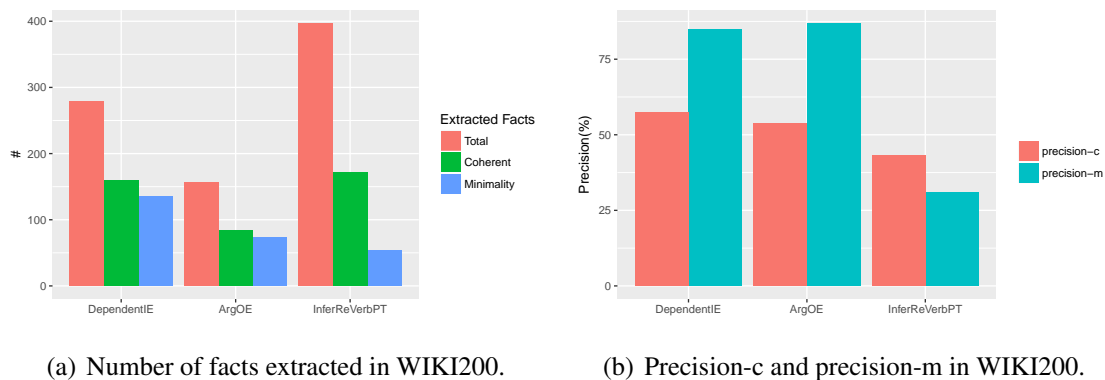 400
300
200
100
0
#
DependentIE ArgOE InferReVerbPT
Extracted Facts
Total
Coherent
Minimality
(a) Number of facts extracted in WIKI200.
75
50
25
0
Precision(%)
DependentIE ArgOE InferReVerbPT
precision-c
precision-m
(b) Precision-c and precision-m in WIKI200.